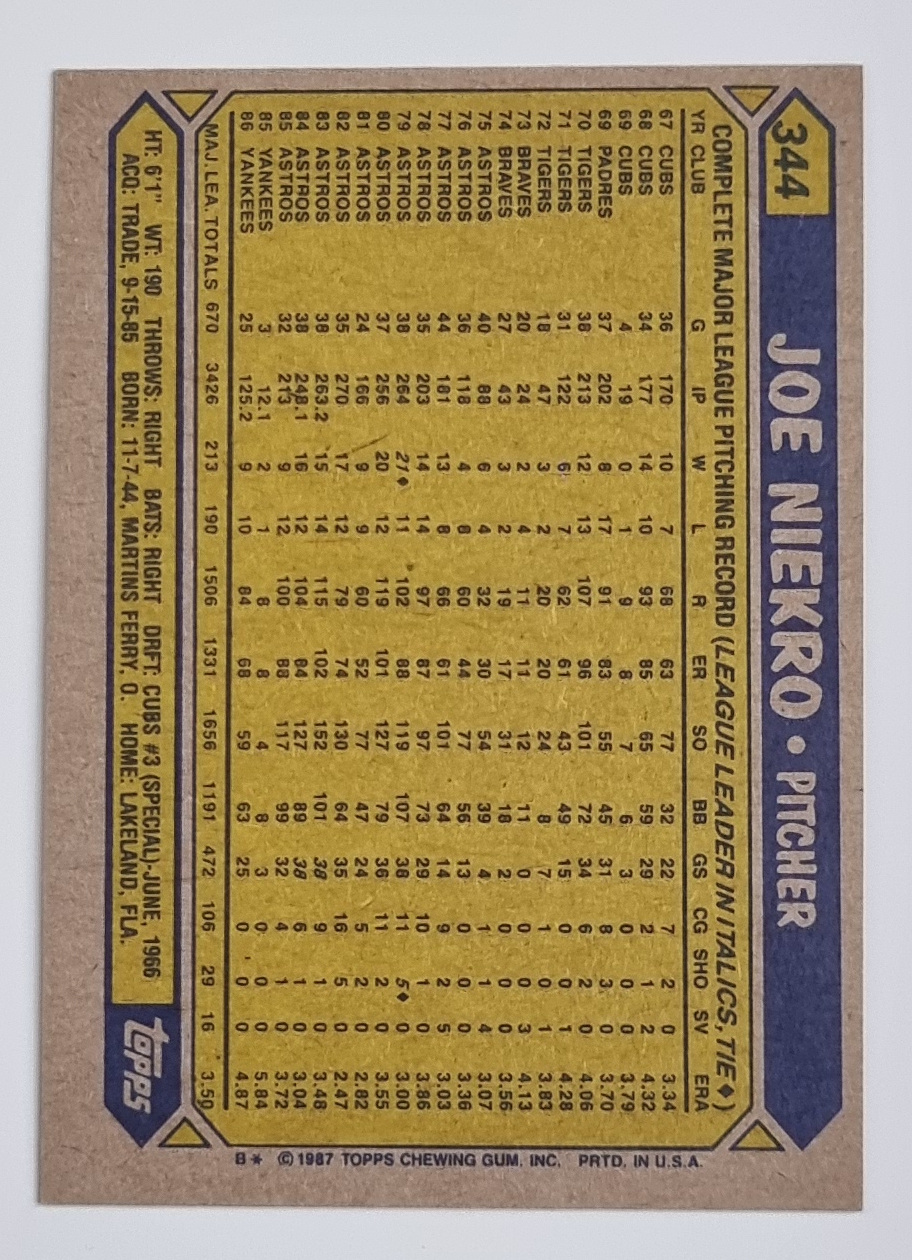 344 JOE NIEKRO • PITCHER
COMPLETE MAJOR LEAGUE PITCHING RECORD (LEAGUE LEADER IN ITALICS, TIE♦)
YR CLUB G IP W L R ER SO BB GS CG SHO SV ERA
67 CUBS 36 170 10 7 68 63 77 32 22 7 2 0 3.34
68 CUBS 34 177 14 10 93 85 65 59 29 2 1 2 4.32
69 CUBS 4 19 0 1 9 8 7 6 3 0 0 0 3.79
69 PADRES 37 202 8 17 91 83 55 45 31 8 3 0 3.70
70 TIGERS 38 213 12 13 107 96 101 72 34 6 2 0 4.06
71 TIGERS 31 122 6 7 62 61 43 49 15 0 0 1 4.28
72 TIGERS 18 47 3 2 20 20 24 8 7 1 0 1 3.83
73 BRAVES 20 24 2 4 11 11 12 11 0 0 0 3 4.13
74 BRAVES 27 43 3 2 19 17 31 18 2 0 0 0 3.56
75 ASTROS 40 88 6 4 32 30 54 39 4 1 1 4 3.07
76 ASTROS 36 118 4 8 60 44 77 56 13 0 0 0 3.36
77 ASTROS 44 181 13 8 66 61 101 64 14 9 2 5 3.03
78 ASTROS 35 203 14 14 97 87 97 73 29 10 1 0 3.86
79 ASTROS 38 264 21♦ 11 102 88 119 107 38 11 5♦ 0 3.00
80 ASTROS 37 256 20 12 119 101 127 79 36 11 2 0 3.55
81 ASTROS 24 166 9 9 60 52 77 47 24 5 2 0 2.82
82 ASTROS 35 270 17 12 79 74 130 64 35 16 5 0 2.47
83 ASTROS 38 263.2 15 14 115 102 152 101 38 9 1 0 3.48
84 ASTROS 38 248.1 16 12 104 84 127 89 38 6 1 0 3.04
85 ASTROS 32 213 9 12 100 88 117 99 32 4 1 0 3.72
85 YANKEES 3 12.1 2 1 8 8 4 8 3 0 0 0 5.84
86 YANKEES 25 125.2 9 10 84 68 59 63 25 0 0 0 4.87
MAJ. LEA. TOTALS 670 3426 213 190 1506 1331 1656 1191 472 106 29 16 3.50
HT: 6'1" WT: 190 THROWS: RIGHT BATS: RIGHT DRFT: CUBS #3 (SPECIAL)-JUNE, 1966
ACQ: TRADE, 9-15-85 BORN: 11-7-44, MARTINS FERRY, O. HOME: LAKELAND, FLA.
topps
B* © 1987 TOPPS CHEWING GUM, INC. PRTD. IN U.S.A.